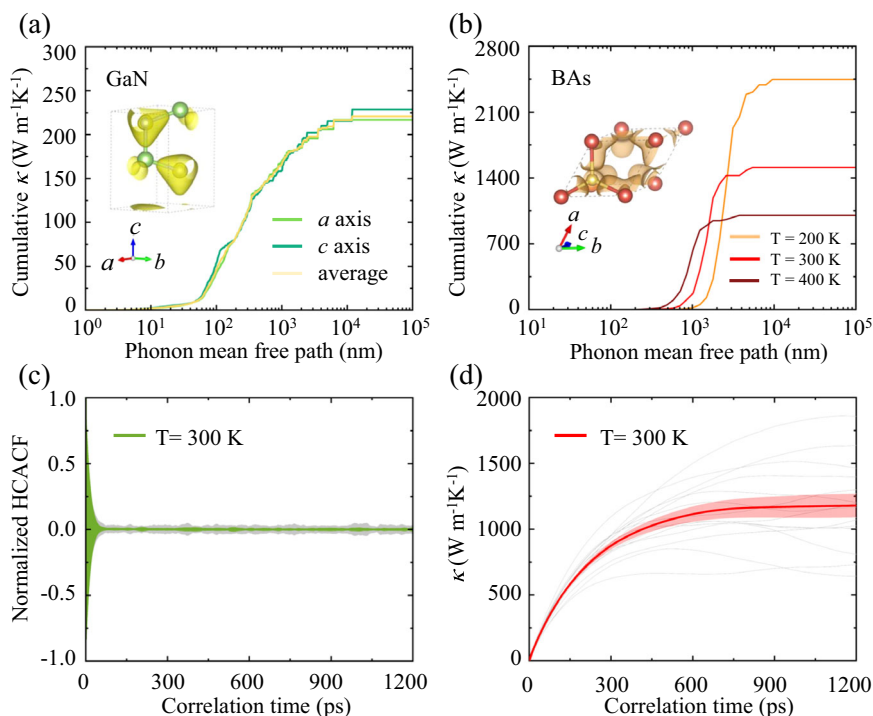 (a)
300
250
200
150
100
50
0
Cumulative κ (W m⁻¹K⁻¹)
GaN
c
a
b
a axis
c axis
average
10⁰ 10¹ 10² 10³ 10⁴ 10⁵
Phonon mean free path (nm)
(b)
2800
2100
1400
700
0
Cumulative κ (W m⁻¹K⁻¹)
BAs
a
c
b
T = 200 K
T = 300 K
T = 400 K
10¹ 10² 10³ 10⁴ 10⁵
Phonon mean free path (nm)
(c)
1.0
0.5
0.0
-0.5
-1.0
Normalized HCACF
T= 300 K
0 300 600 900 1200
Correlation time (ps)
(d)
2000
1500
1000
500
0
κ (W m⁻¹K⁻¹)
T= 300 K
0 300 600 900 1200
Correlation time (ps)